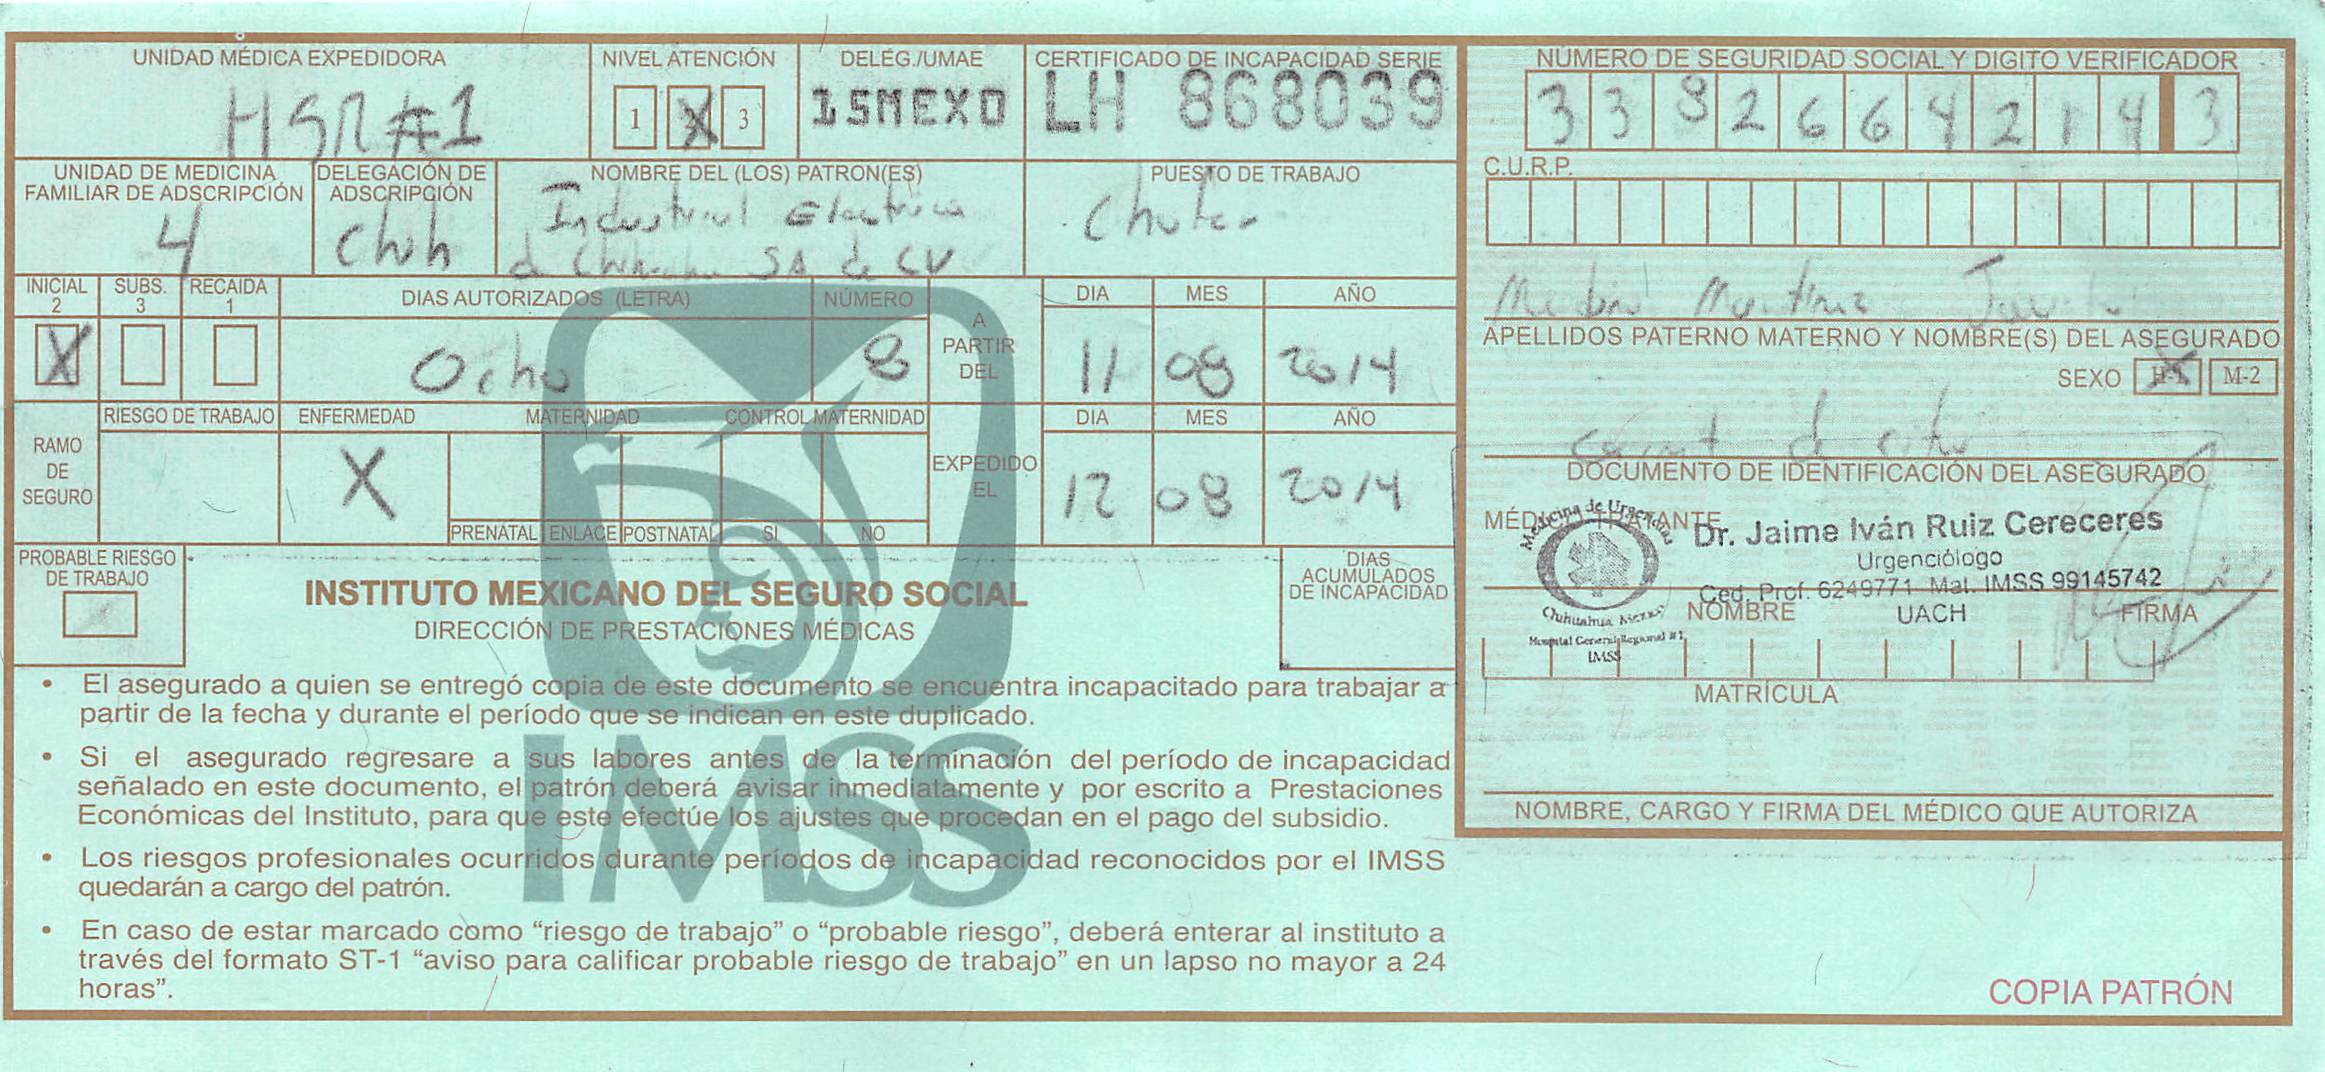 UNIDAD MÉDICA EXPEDIDORA
HGR #1
NIVEL ATENCIÓN
1 X 3
DELEG./UMAE
15MEXO
CERTIFICADO DE INCAPACIDAD SERIE
LH 868039
NÚMERO DE SEGURIDAD SOCIAL Y DIGITO VERIFICADOR
3 3 9 2 6 6 4 2 1 4 3
C.U.R.P.
UNIDAD DE MEDICINA
FAMILIAR DE ADSCRIPCIÓN
4
DELEGACIÓN DE
ADSCRIPCIÓN
Chih
NOMBRE DEL (LOS) PATRON(ES)
Industrial Electrica
de Chihuahua SA de CV
PUESTO DE TRABAJO
Chofer
Martinez
APELLIDOS PATERNO MATERNO Y NOMBRE(S) DEL ASEGURADO
SEXO H-1 M-2
INICIAL
2
X
SUBS.
3
RECAIDA
1
DIAS AUTORIZADOS (LETRA)
Ocho
NÚMERO
8
A
PARTIR
DEL
DIA MES AÑO
11 08 2014
RAMO
DE
SEGURO
RIESGO DE TRABAJO
ENFERMEDAD
X
MATERNIDAD
PRENATAL ENLACE POSTNATAL
CONTROL MATERNIDAD
SI NO
EXPEDIDO
EL
DIA MES AÑO
12 08 2014
de
DOCUMENTO DE IDENTIFICACIÓN DEL ASEGURADO
MÉDICO TRATANTE
Medicina de Urgencias
Chihuahua, Mexico
Hospital General Regional #1
IMSS
Dr. Jaime Iván Ruiz Cereceres
Urgenciólogo
Ced. Prof. 6249771 Mat. IMSS 99145742
UACH
NOMBRE
FIRMA
MATRÍCULA
NOMBRE, CARGO Y FIRMA DEL MÉDICO QUE AUTORIZA
PROBABLE RIESGO
DE TRABAJO
INSTITUTO MEXICANO DEL SEGURO SOCIAL
DIRECCIÓN DE PRESTACIONES MÉDICAS
DIAS
ACUMULADOS
DE INCAPACIDAD
IMSS
• El asegurado a quien se entregó copia de este documento se encuentra incapacitado para trabajar a
partir de la fecha y durante el período que se indican en este duplicado.
• Si el asegurado regresare a sus labores antes de la terminación del período de incapacidad
señalado en este documento, el patrón deberá avisar inmediatamente y por escrito a Prestaciones
Económicas del Instituto, para que este efectúe los ajustes que procedan en el pago del subsidio.
• Los riesgos profesionales ocurridos durante períodos de incapacidad reconocidos por el IMSS
quedarán a cargo del patrón.
• En caso de estar marcado como “riesgo de trabajo” o “probable riesgo”, deberá enterar al instituto a
través del formato ST-1 “aviso para calificar probable riesgo de trabajo” en un lapso no mayor a 24
horas”.
COPIA PATRÓN